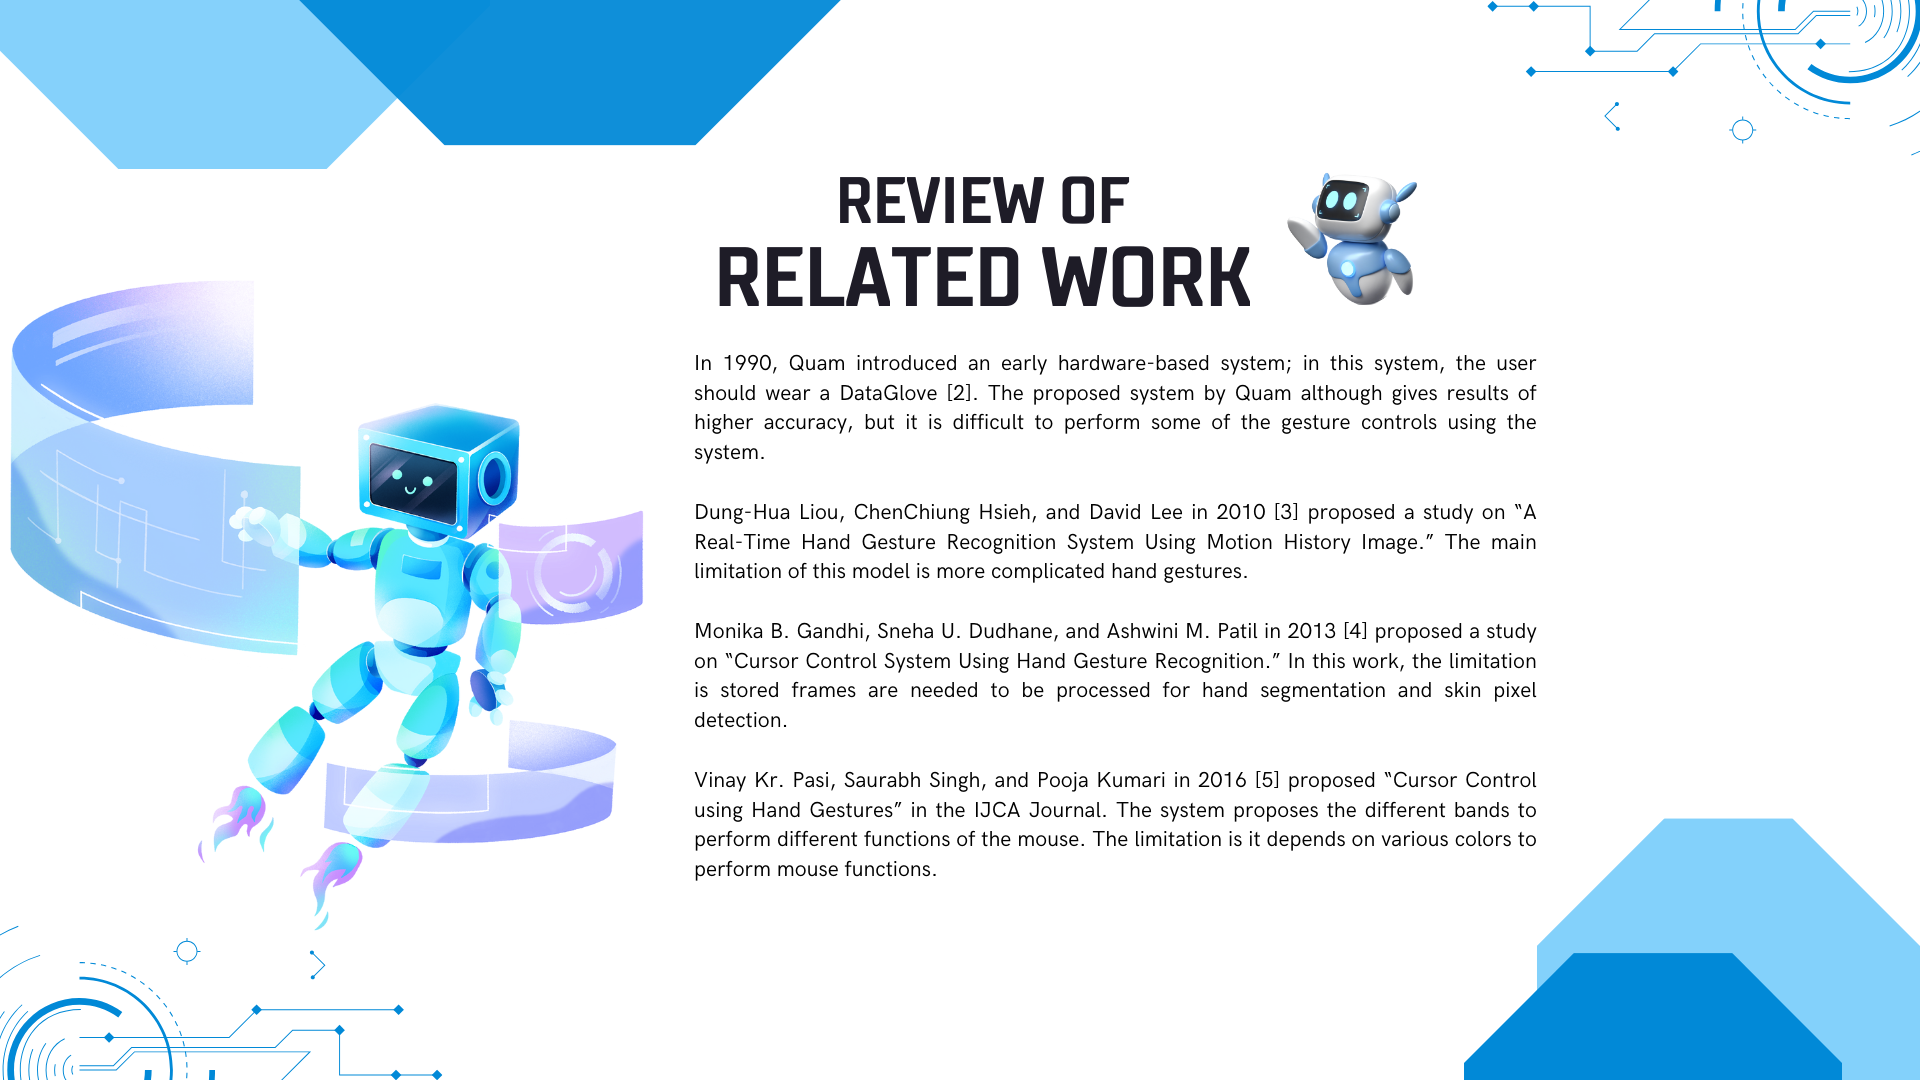 REVIEW OF
RELATED WORK
In 1990, Quam introduced an early hardware-based system; in this system, the user
should wear a DataGlove [2]. The proposed system by Quam although gives results of
higher accuracy, but it is difficult to perform some of the gesture controls using the
system.
Dung-Hua Liou, ChenChiung Hsieh, and David Lee in 2010 [3] proposed a study on “A
Real-Time Hand Gesture Recognition System Using Motion History Image.” The main
limitation of this model is more complicated hand gestures.
Monika B. Gandhi, Sneha U. Dudhane, and Ashwini M. Patil in 2013 [4] proposed a study
on “Cursor Control System Using Hand Gesture Recognition.” In this work, the limitation
is stored frames are needed to be processed for hand segmentation and skin pixel
detection.
Vinay Kr. Pasi, Saurabh Singh, and Pooja Kumari in 2016 [5] proposed “Cursor Control
using Hand Gestures” in the IJCA Journal. The system proposes the different bands to
perform different functions of the mouse. The limitation is it depends on various colors to
perform mouse functions.